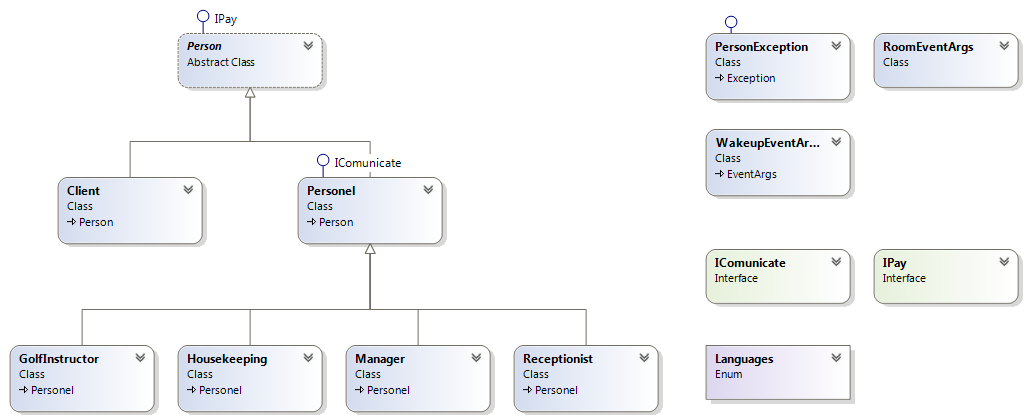 IPay
Person
Abstract Class
PersonException
Class
Exception
RoomEventArgs
Class
WakeupEventAr...
Class
EventArgs
IComunicate
Client
Class
Person
Personel
Class
Person
IComunicate
Interface
IPay
Interface
GolfInstructor
Class
Personel
Housekeeping
Class
Personel
Manager
Class
Personel
Receptionist
Class
Personel
Languages
Enum